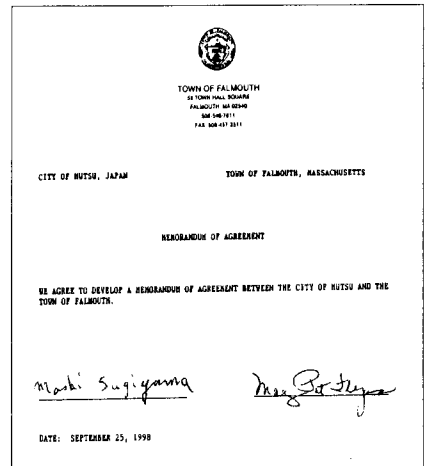 TOWN OF FALMOUTH
59 TOWN HALL SQUARE
FALMOUTH MA 02540
508-548-7611
FAX 508-457-2511
CITY OF MUTSU, JAPAN TOWN OF FALMOUTH, MASSACHUSETTS
MEMORANDUM OF AGREEMENT
WE AGREE TO DEVELOP A MEMORANDUM OF AGREEMENT BETWEEN THE CITY OF MUTSU AND THE
TOWN OF FALMOUTH.
Mashi Sugiyama
DATE: SEPTEMBER 25, 1998